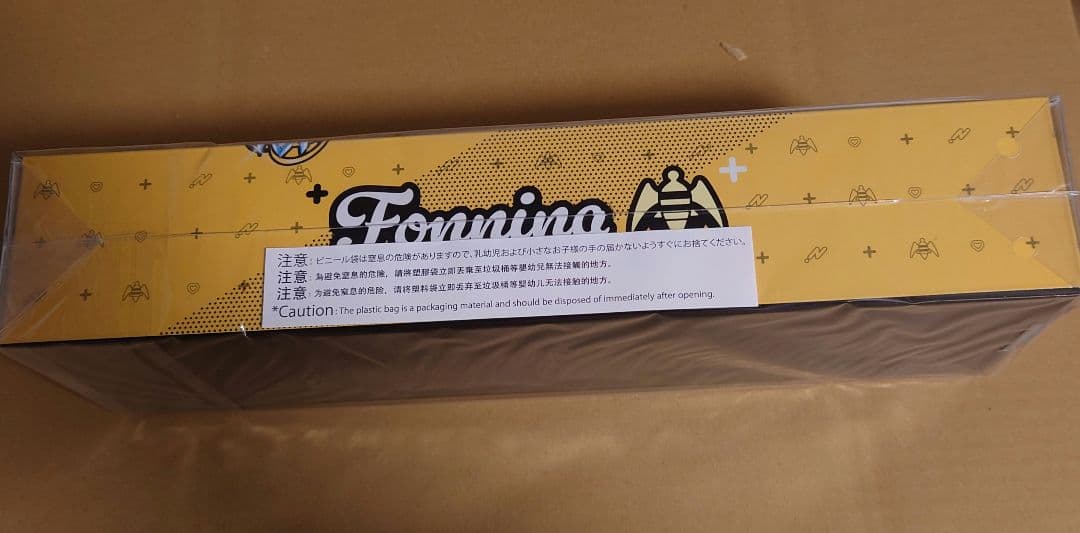 Fonnina
注意：ビニール袋は窒息の危険がありますので、乳幼児および小さなお子様の手の届かないようすぐにお捨てください。
注意：為避免窒息的危險，請將塑膠袋立即丟棄至垃圾桶等嬰幼兒無法接觸的地方。
注意：为避免窒息的危险，请将塑料袋立即丢弃至垃圾桶等婴幼儿无法接触的地方。
*Caution : The plastic bag is a packaging material and should be disposed of immediately after opening.